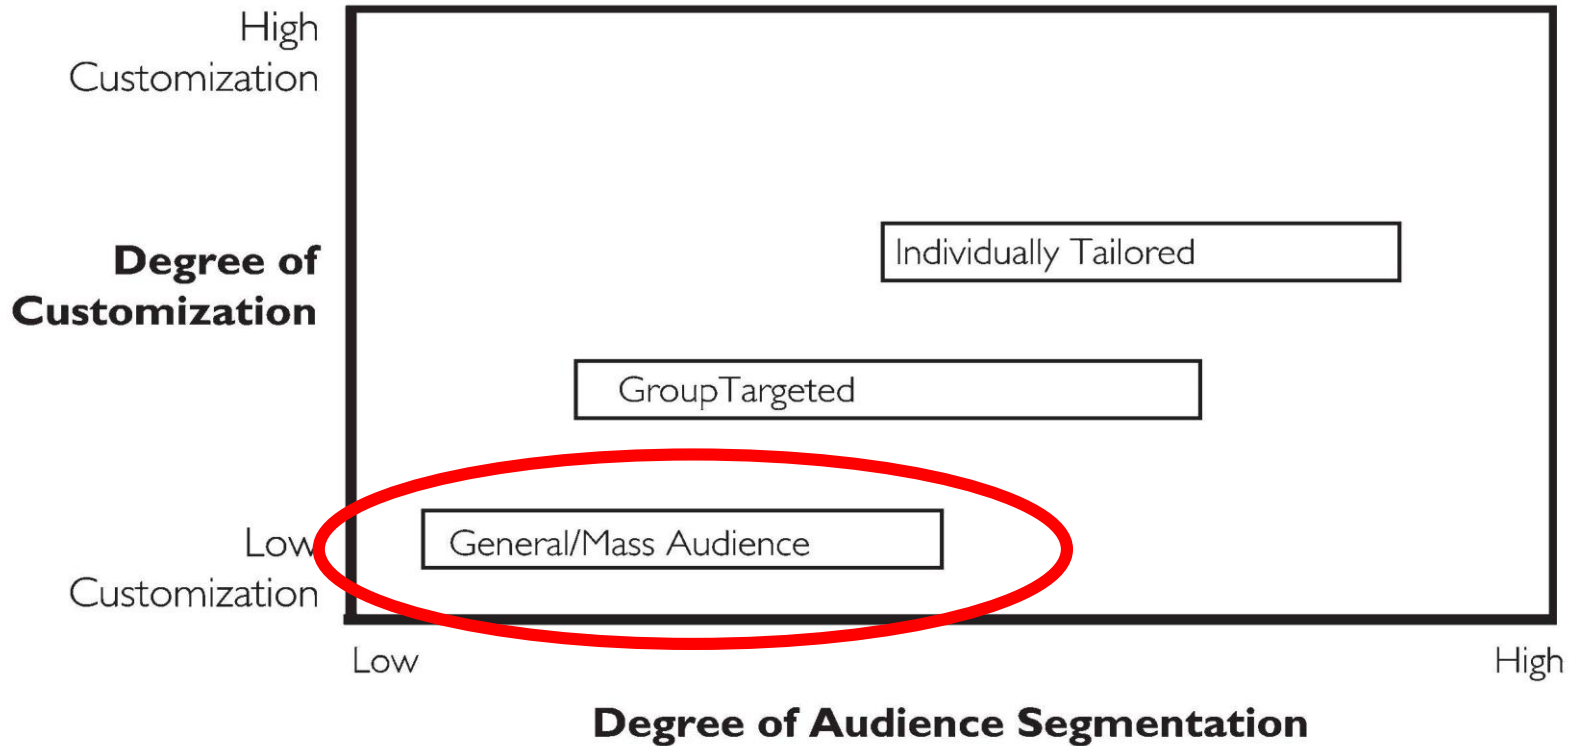 High
Customization
Degree of
Customization
Individually Tailored
GroupTargeted
General/Mass Audience
Low
Customization
Low
High
Degree of Audience Segmentation